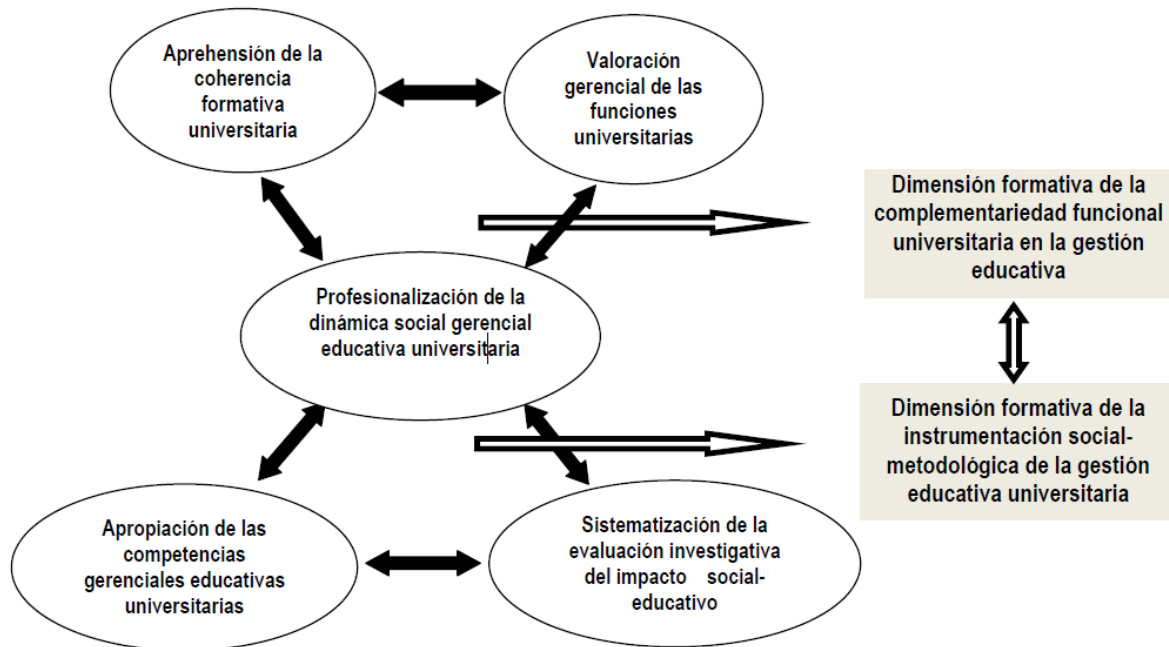 Aprehensión de la
coherencia
formativa
universitaria
Valoración
gerencial de las
funciones
universitarias
Dimensión formativa de la
complementariedad funcional
universitaria en la gestión
educativa
Profesionalización de la
dinámica social gerencial
educativa universitaria
Dimensión formativa de la
instrumentación social-
metodológica de la gestión
educativa universitaria
Apropiación de las
competencias
gerenciales educativas
universitarias
Sistematización de la
evaluación investigativa
del impacto social-
educativo